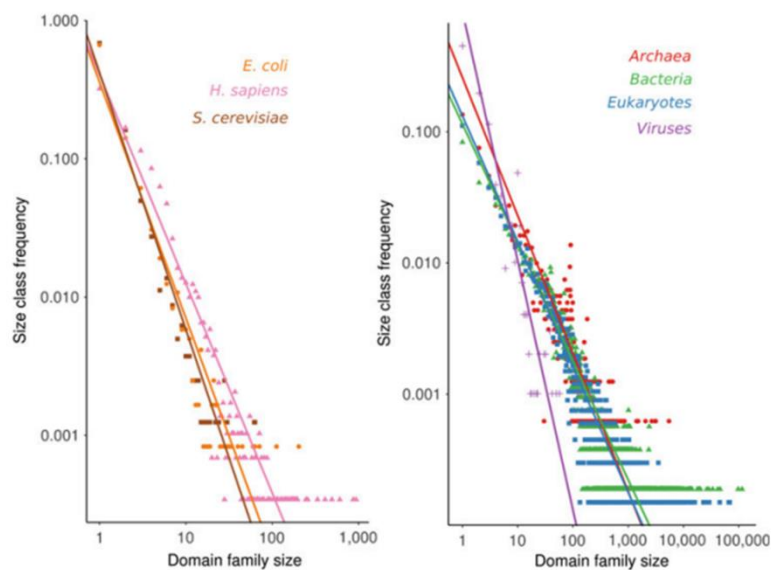 1.000
0.100
0.010
0.001
Size class frequency
E. coli
H. sapiens
S. cerevisiae
1
10
100
1,000
Domain family size
0.100
0.010
0.001
Size class frequency
Archaea
Bacteria
Eukaryotes
Viruses
1
10
100
1,000
10,000
100,000
Domain family size